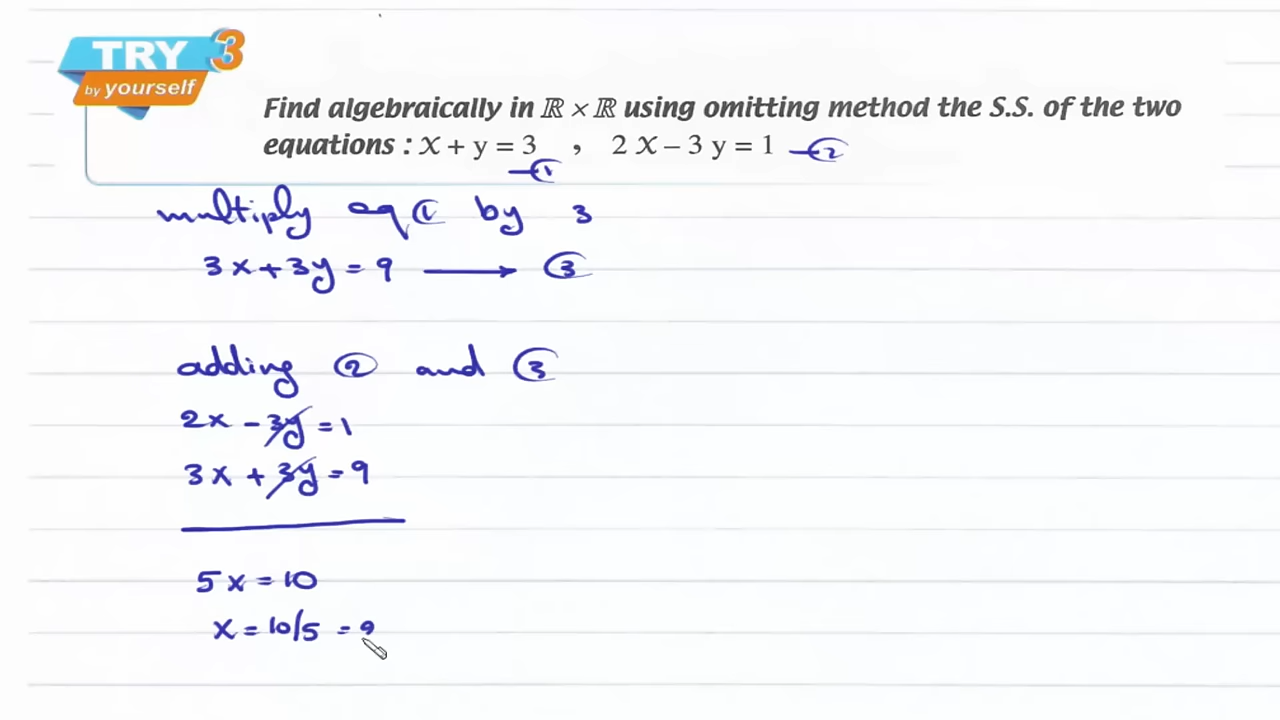 TRY 3
by yourself
Find algebraically in ℝ × ℝ using omitting method the S.S. of the two
equations : x + y = 3 , 2 x – 3 y = 1 —②
—①
multiply eq ① by 3
3x + 3y = 9 ⟶ ③
adding ② and ③
2x - 3y = 1
3x + 3y = 9
5x = 10
x = 10/5 =